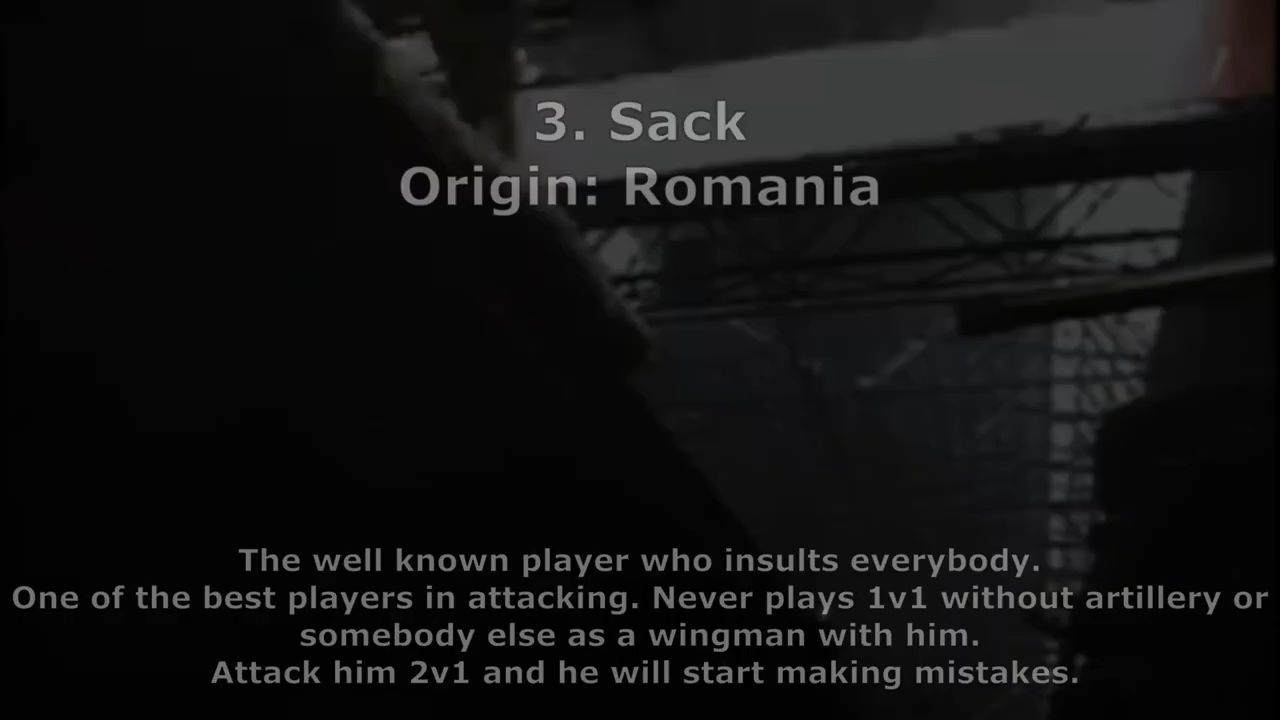 3. Sack
Origin: Romania
The well known player who insults everybody.
One of the best players in attacking. Never plays 1v1 without artillery or
somebody else as a wingman with him.
Attack him 2v1 and he will start making mistakes.